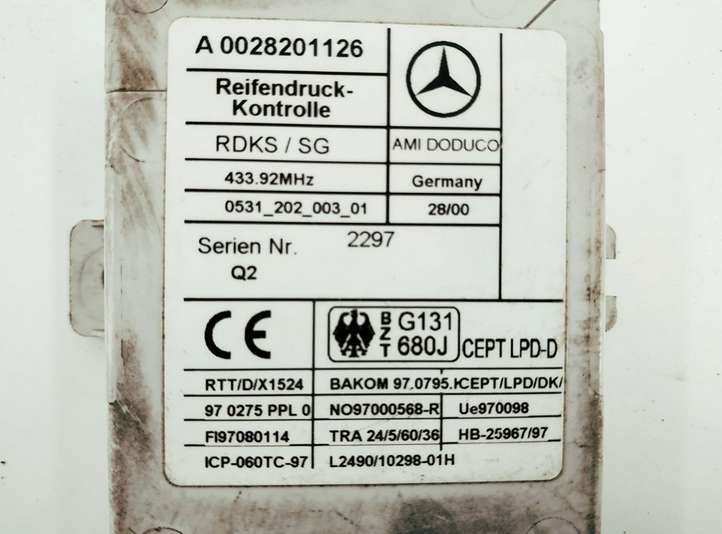 A 0028201126
Reifendruck-
Kontrolle
RDKS / SG
AMI DODUCO
433.92MHz
Germany
0531_202_003_01
28/00
Serien Nr. 2297
Q2
CE
BZT G131 680J
CEPT LPD-D
RTT/D/X1524
BAKOM 97.0795.K
CEPT/LPD/DK/
97 0275 PPL 0
NO97000568-R
Ue970098
FI97080114
TRA 24/5/60/36
HB-25967/97
ICP-060TC-97
L2490/10298-01H